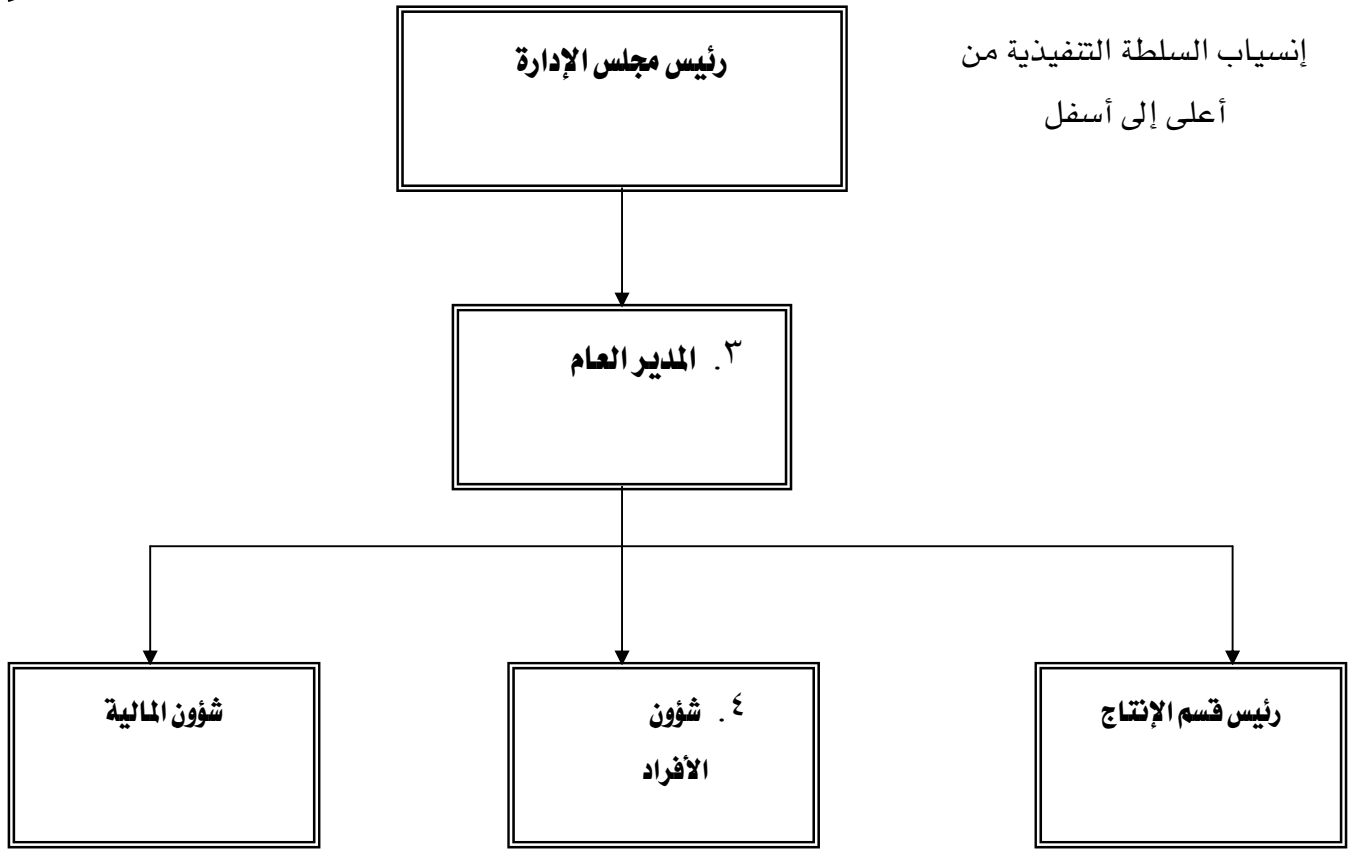 إنسياب السلطة التنفيذية من
أعلى إلى أسفل
رئيس مجلس الإدارة
٣. المدير العام
رئيس قسم الإنتاج
٤. شؤون
الأفراد
شؤون المالية